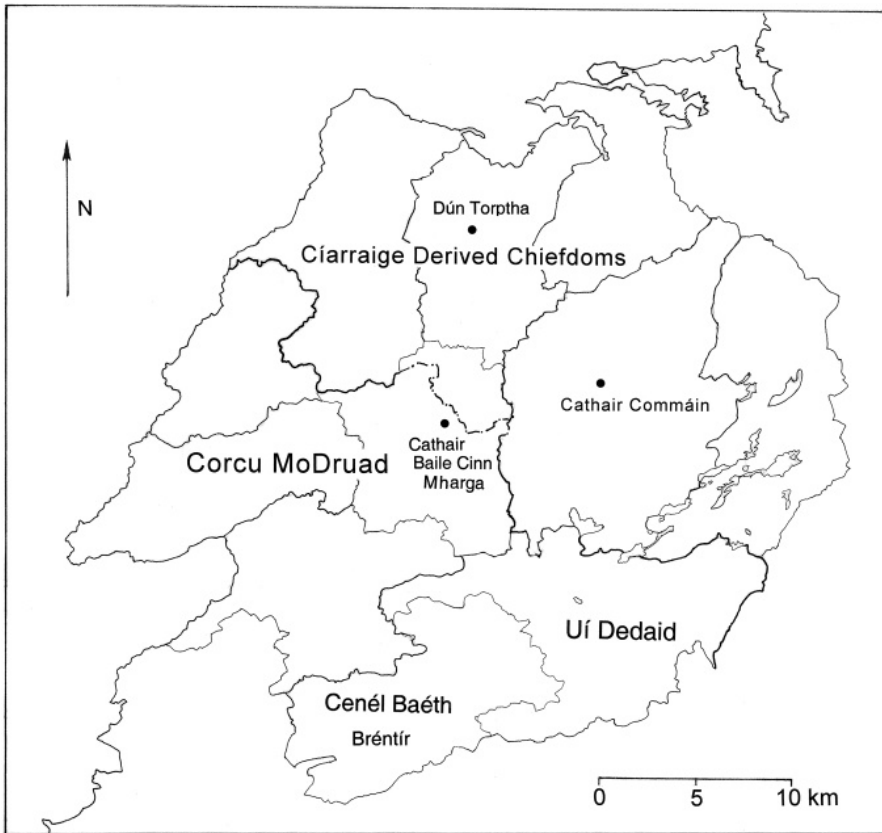 N
Dún Torptha
Cíarraige Derived Chiefdoms
Cathair Commáin
Corcu MoDruad
Cathair
Baile Cinn
Mharga
Uí Dedaid
Cenél Baéth
Bréntír
0 5 10 km